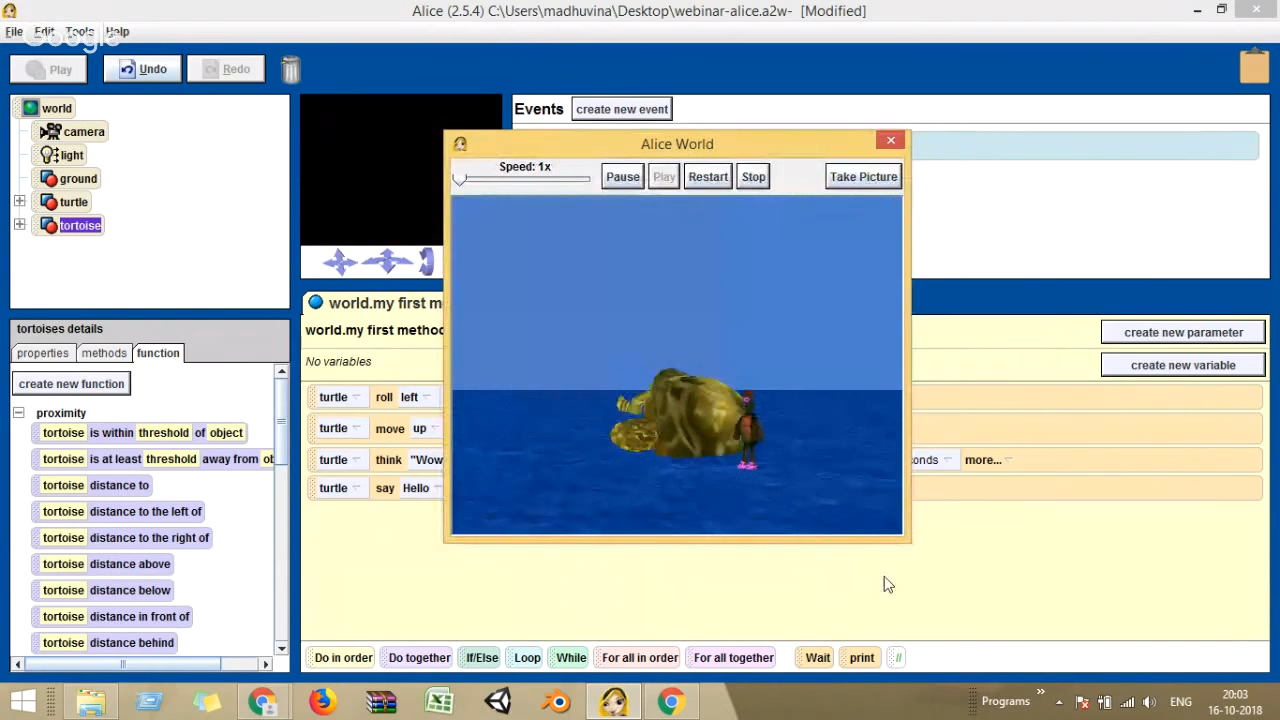 Alice (2.5.4) C:\Users\madhuvina\Desktop\webinar-alice.a2w- [Modified]
File Edit Tools Help
Google
Play Undo Redo
world
camera
light
ground
turtle
tortoise
Events create new event
Alice World
Speed: 1x
Pause Play Restart Stop Take Picture
world.my first m
world.my first method
No variables
create new parameter
create new variable
turtle roll left
turtle move up
turtle think "Wow conds more...
turtle say Hello
tortoises details
properties methods function
create new function
proximity
tortoise is within threshold of object
tortoise is at least threshold away from ob
tortoise distance to
tortoise distance to the left of
tortoise distance to the right of
tortoise distance above
tortoise distance below
tortoise distance in front of
tortoise distance behind
Do in order Do together If/Else Loop While For all in order For all together Wait print //
Programs » ENG 20:03
16-10-2018